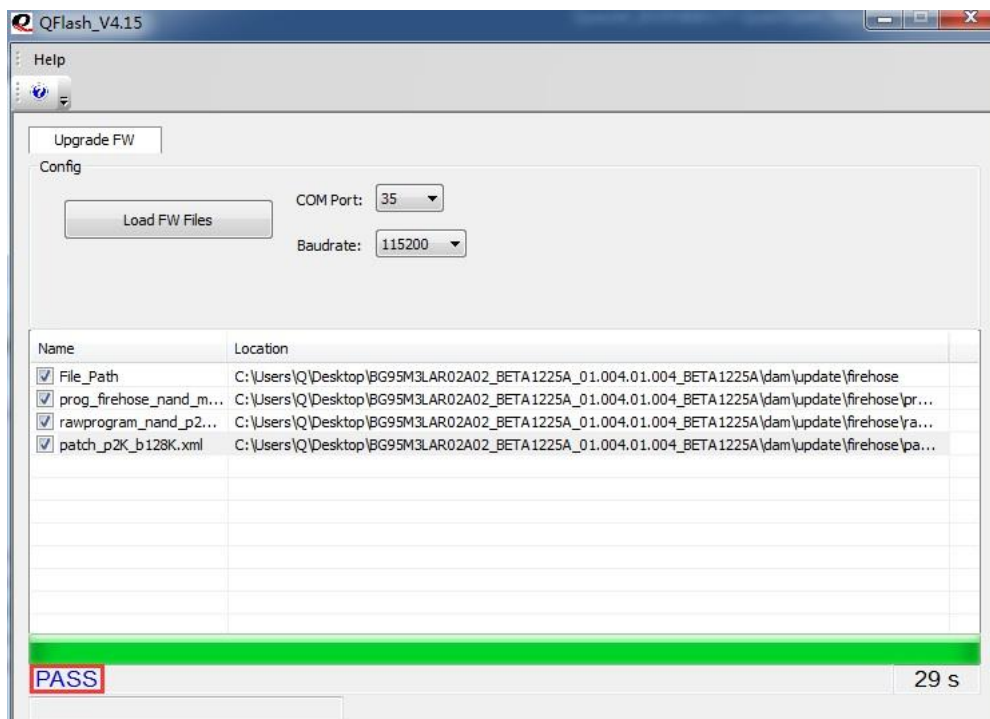 QFlash_V4.15
Help
Upgrade FW
Config
Load FW Files
COM Port: 35
Baudrate: 115200
Name Location
File_Path C:\Users\Q\Desktop\BG95M3LAR02A02_BETA1225A_01.004.01.004_BETA1225A\dam\update\firehose
prog_firehose_nand_m... C:\Users\Q\Desktop\BG95M3LAR02A02_BETA1225A_01.004.01.004_BETA1225A\dam\update\firehose\pr...
rawprogram_nand_p2... C:\Users\Q\Desktop\BG95M3LAR02A02_BETA1225A_01.004.01.004_BETA1225A\dam\update\firehose\ra...
patch_p2K_b128K.xml C:\Users\Q\Desktop\BG95M3LAR02A02_BETA1225A_01.004.01.004_BETA1225A\dam\update\firehose\pa...
PASS 29 s